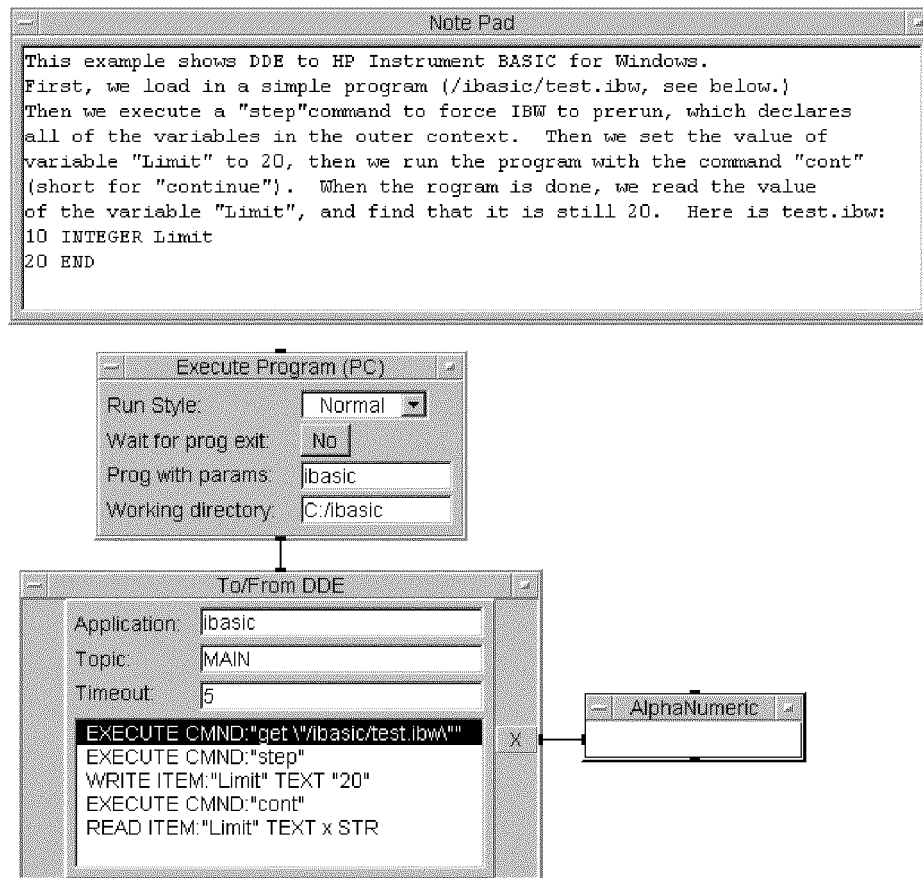 Note Pad
This example shows DDE to HP Instrument BASIC for Windows.
First, we load in a simple program (/ibasic/test.ibw, see below.)
Then we execute a "step"command to force IBW to prerun, which declares
all of the variables in the outer context.  Then we set the value of
variable "Limit" to 20, then we run the program with the command "cont"
(short for "continue").  When the rogram is done, we read the value
of the variable "Limit", and find that it is still 20.  Here is test.ibw:
10 INTEGER Limit
20 END
Execute Program (PC)
Run Style: Normal
Wait for prog exit: No
Prog with params: ibasic
Working directory: C:/ibasic
To/From DDE
Application: ibasic
Topic: MAIN
Timeout: 5
EXECUTE CMND:"get \"/ibasic/test.ibw\""
EXECUTE CMND:"step"
WRITE ITEM:"Limit" TEXT "20"
EXECUTE CMND:"cont"
READ ITEM:"Limit" TEXT x STR
X
AlphaNumeric